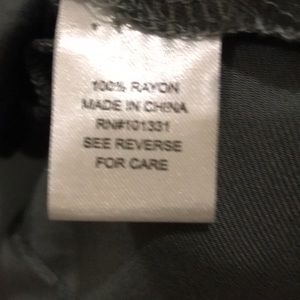 100% RAYON
MADE IN CHINA
RN#101331
SEE REVERSE
FOR CARE